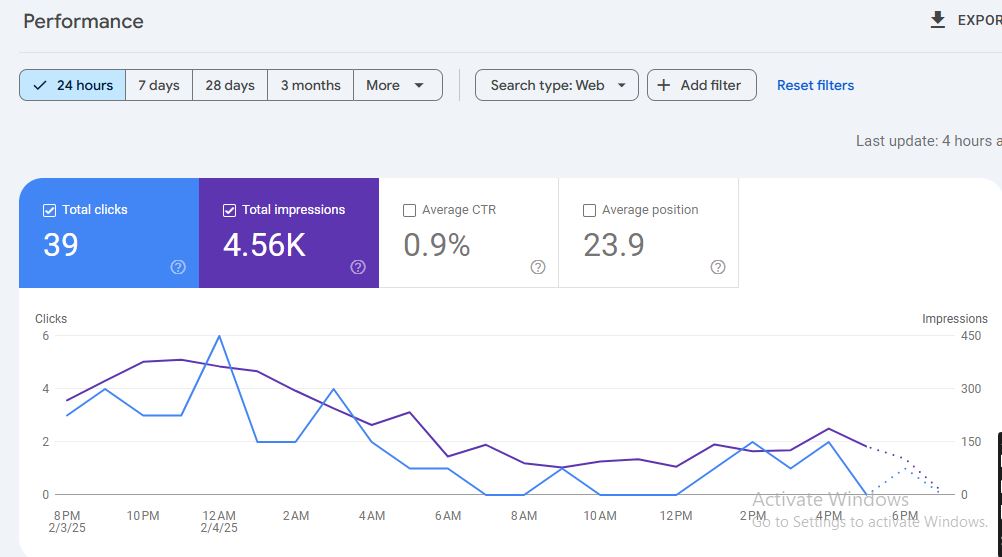 Performance
EXPOR
24 hours 7 days 28 days 3 months More Search type: Web Add filter Reset filters
Last update: 4 hours a
Total clicks Total impressions Average CTR Average position
39 4.56K 0.9% 23.9
Clicks Impressions
6 450
4 300
2 150
0 0
8 PM 10 PM 12 AM 2 AM 4 AM 6 AM 8 AM 10 AM 12 PM 2 PM 4 PM 6 PM
2/3/25 2/4/25
Activate Windows
Go to Settings to activate Windows.